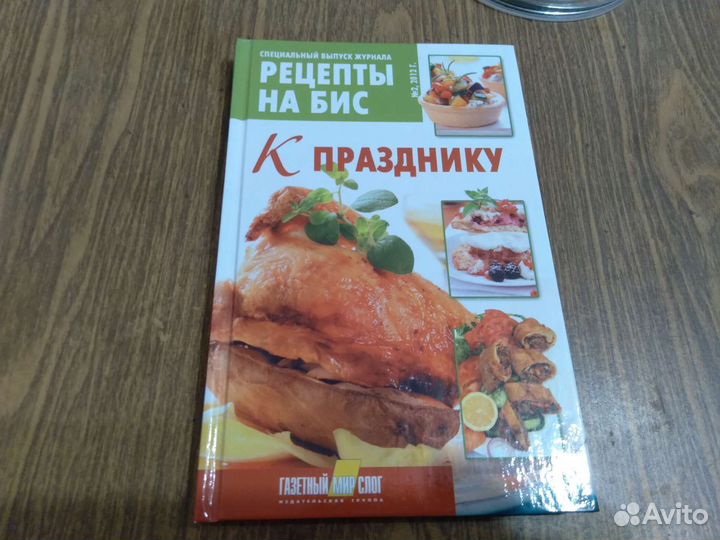 СПЕЦИАЛЬНЫЙ ВЫПУСК ЖУРНАЛА
РЕЦЕПТЫ
НА БИС
№2, 2012 Г.
К ПРАЗДНИКУ
ГАЗЕТНЫЙ МИР СЛОГ
ИЗДАТЕЛЬСКАЯ ГРУППА
Avito